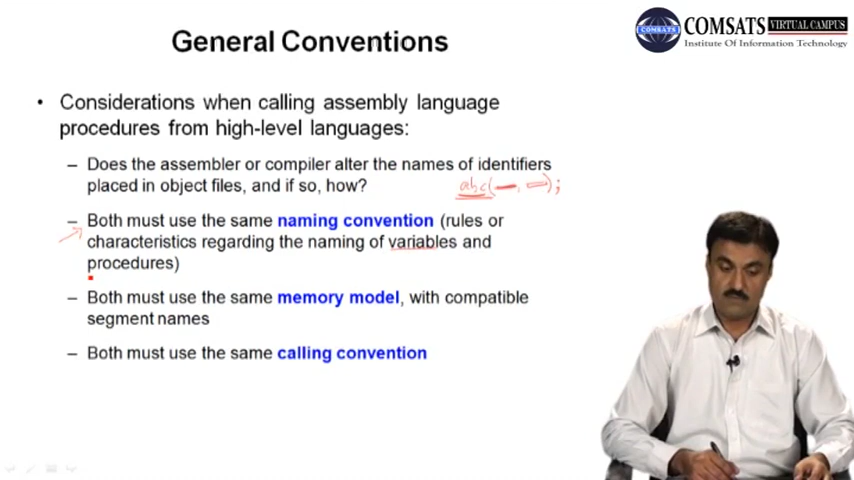 General Conventions
COMSATS VIRTUAL CAMPUS
COMSATS
Institute Of Information Technology
• Considerations when calling assembly language
procedures from high-level languages:
– Does the assembler or compiler alter the names of identifiers
placed in object files, and if so, how?
abc( , );
– Both must use the same naming convention (rules or
characteristics regarding the naming of variables and
procedures)
– Both must use the same memory model, with compatible
segment names
– Both must use the same calling convention